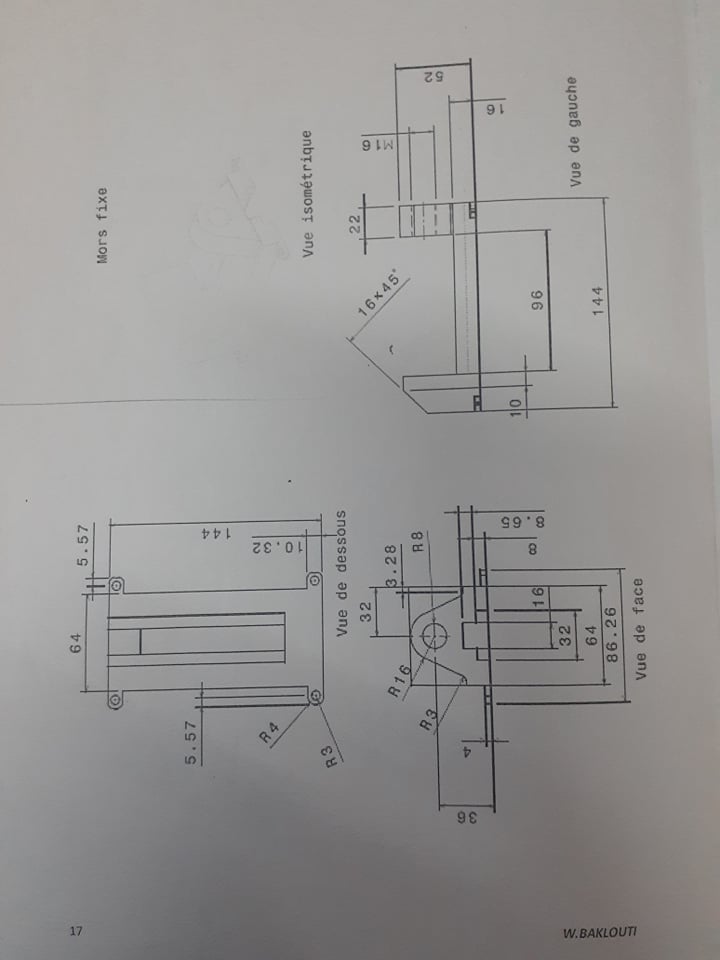 Mors fixe
Vue isométrique
5.57
64
144
10.32
5.57
R4
R3
Vue de dessous
52
16
M16
22
16×45°
96
144
10
Vue de gauche
32
3.28
R8
8.65
8
R16
R3
16
32
64
86.26
4
36
Vue de face
17
W.BAKLOUTI